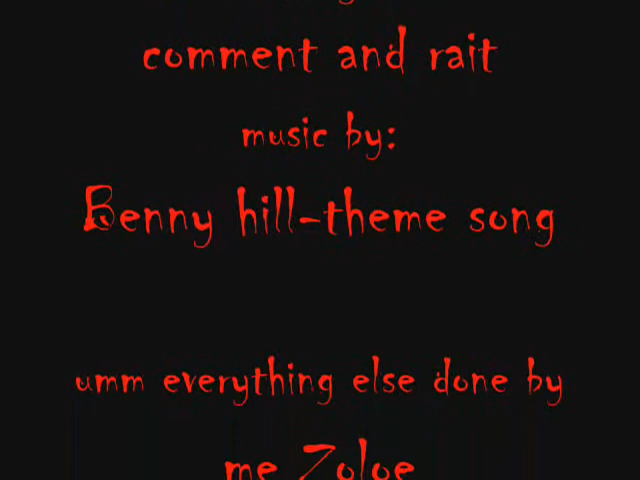 comment and rait
music by:
Benny hill-theme song
umm everything else done by
me Zoloe